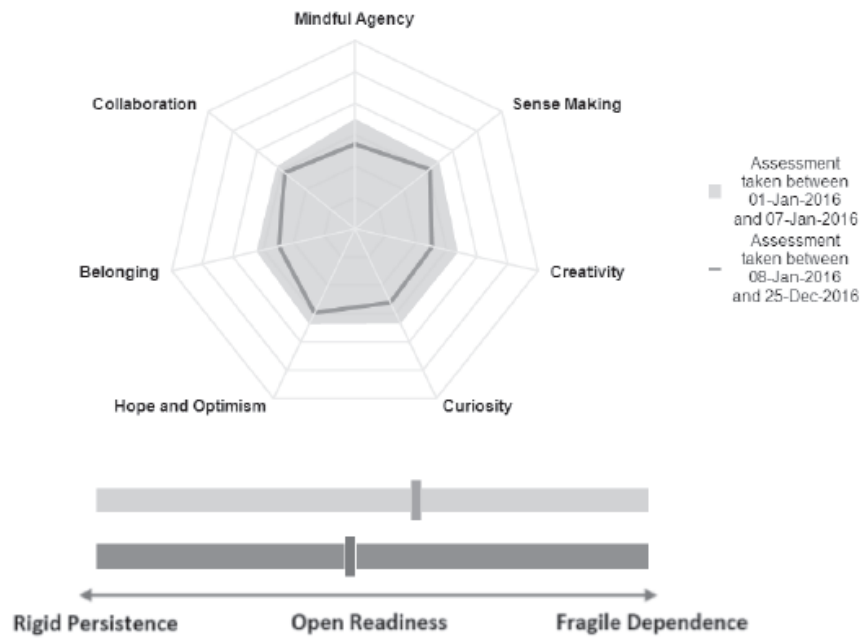 Mindful Agency
Collaboration
Sense Making
Assessment
taken between
01-Jan-2016
and 07-Jan-2016
Assessment
taken between
08-Jan-2016
and 25-Dec-2016
Belonging
Creativity
Hope and Optimism
Curiosity
Rigid Persistence
Open Readiness
Fragile Dependence